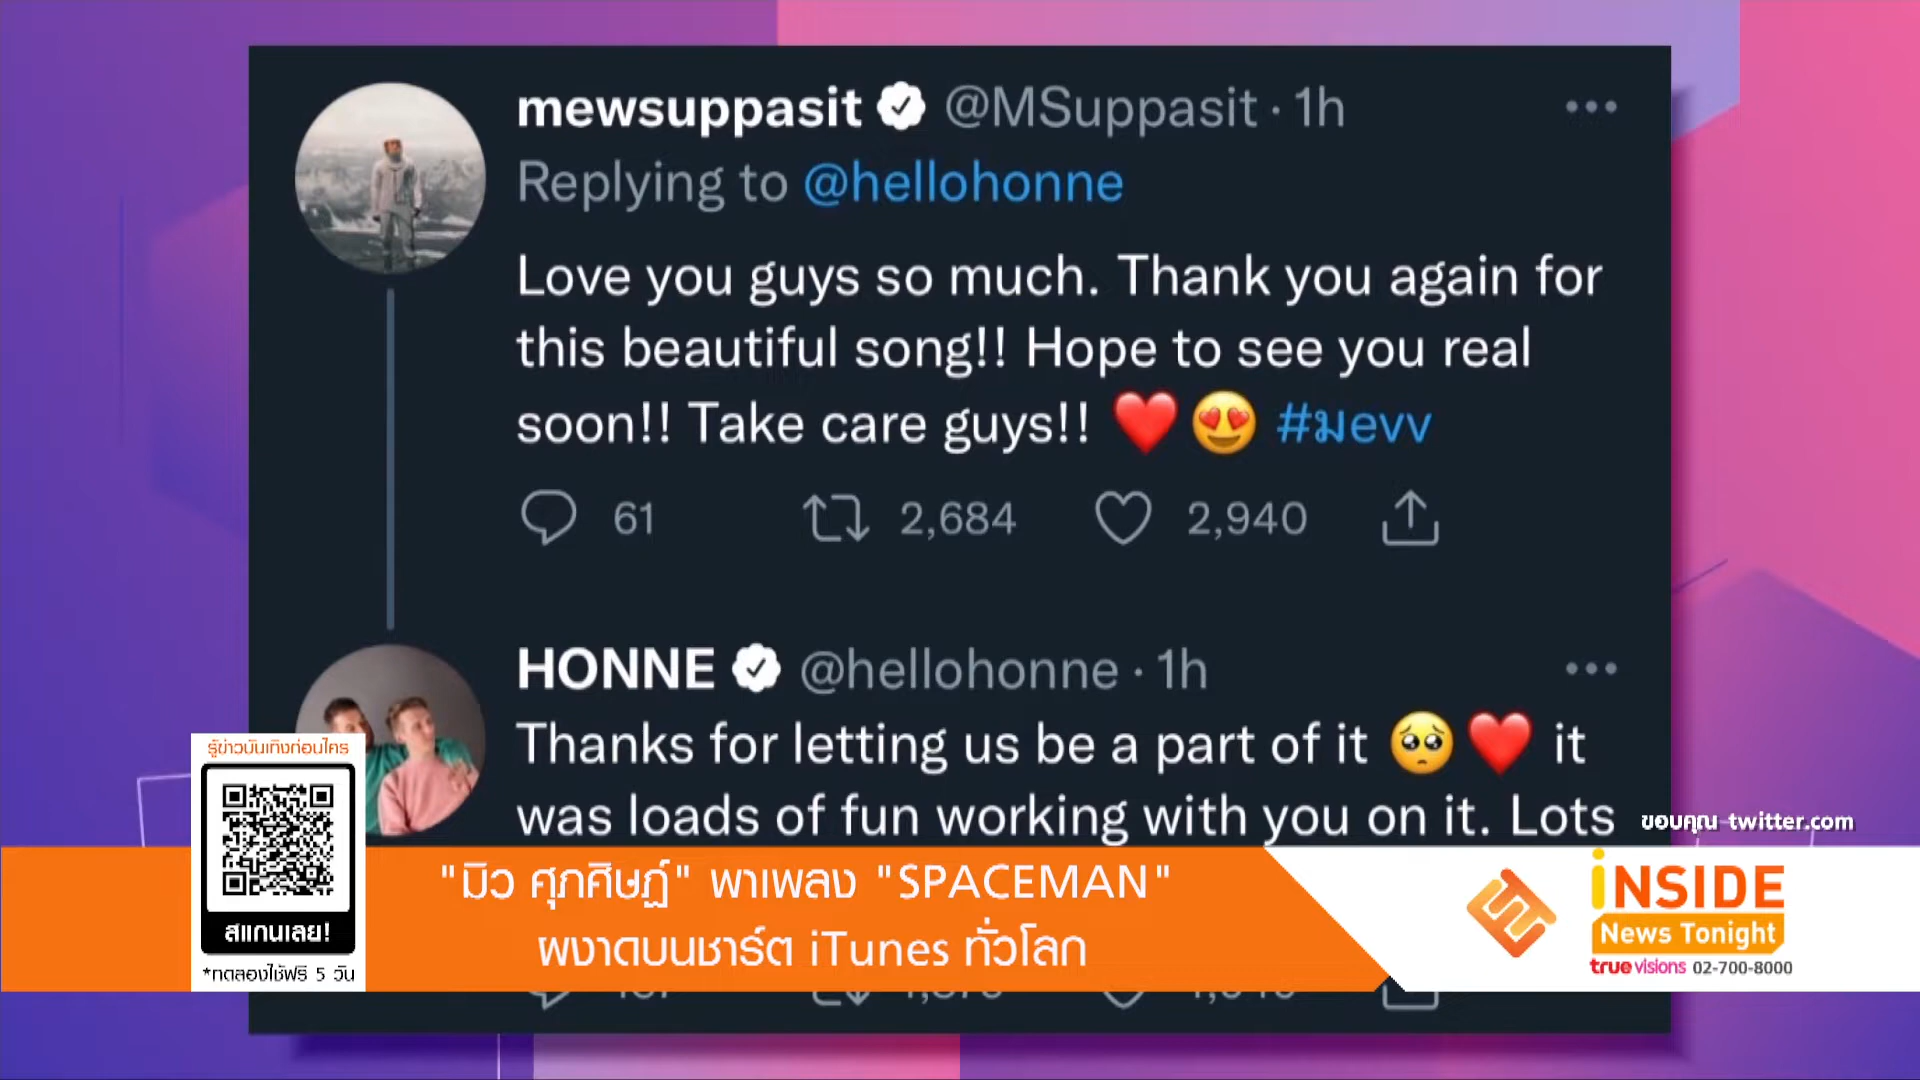 mewsuppasit @MSuppasit · 1h
Replying to @hellohonne
Love you guys so much. Thank you again for
this beautiful song!! Hope to see you real
soon!! Take care guys!! ❤️ 😍 #มevv
61 2,684 2,940
HONNE @hellohonne · 1h
Thanks for letting us be a part of it 🥺❤️ it
was loads of fun working with you on it. Lots
ขอบคุณ twitter.com
รู้ข่าวบันเทิงก่อนใคร
สแกนเลย!
*ทดลองใช้ฟรี 5 วัน
"มิว ศุภศิษฏ์" พาเพลง "SPACEMAN"
ผงาดบนชาร์ต iTunes ทั่วโลก
iNSIDE
News Tonight
truevisions 02-700-8000